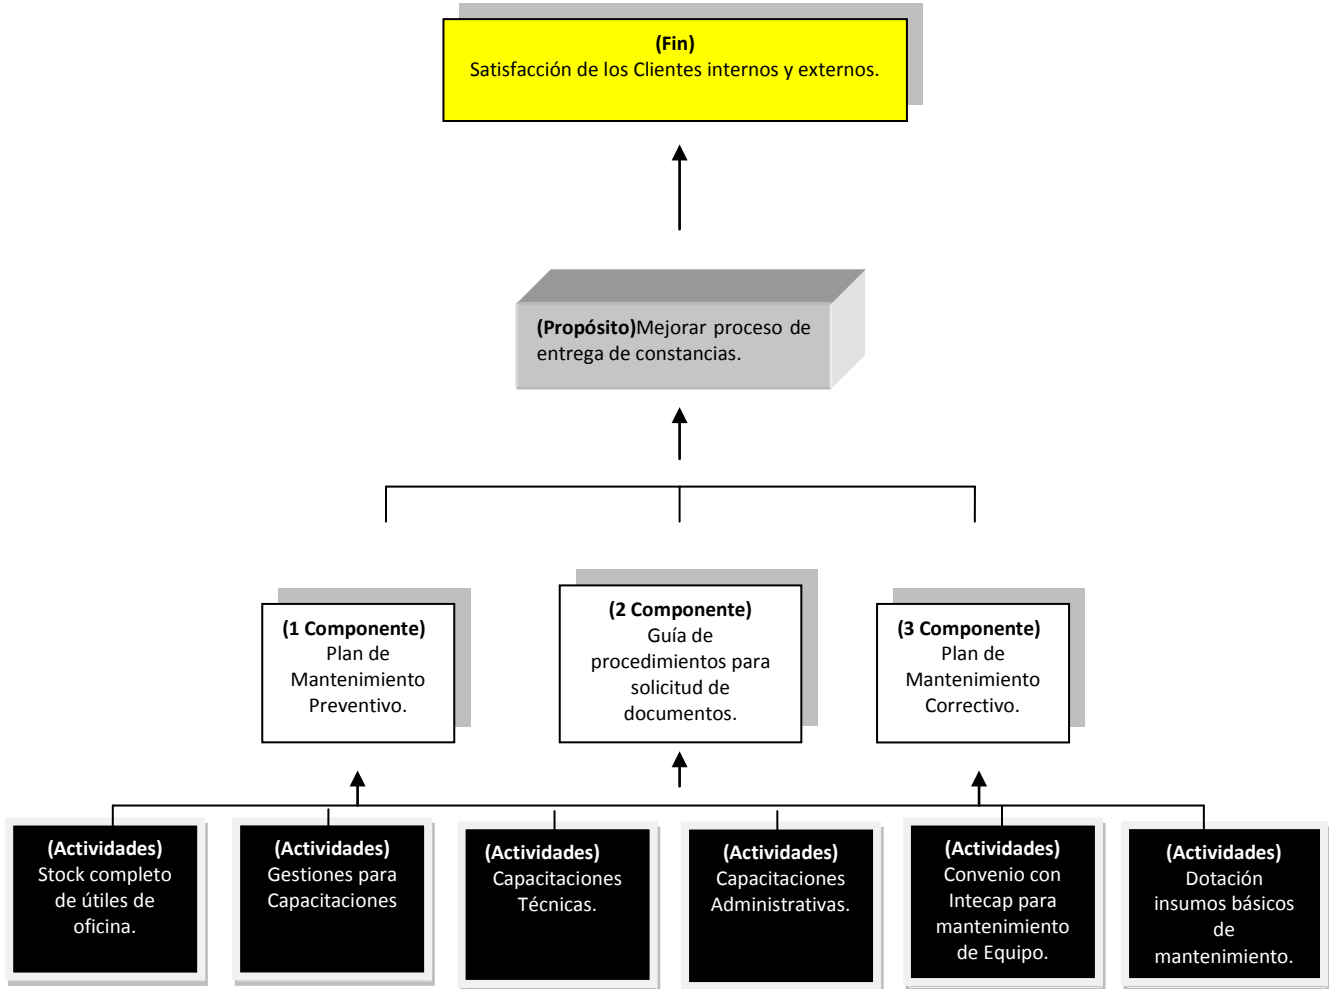 (Fin)
Satisfacción de los Clientes internos y externos.
(Propósito)Mejorar proceso de
entrega de constancias.
(1 Componente)
Plan de
Mantenimiento
Preventivo.
(2 Componente)
Guía de
procedimientos para
solicitud de
documentos.
(3 Componente)
Plan de
Mantenimiento
Correctivo.
(Actividades)
Stock completo
de útiles de
oficina.
(Actividades)
Gestiones para
Capacitaciones
(Actividades)
Capacitaciones
Técnicas.
(Actividades)
Capacitaciones
Administrativas.
(Actividades)
Convenio con
Intecap para
mantenimiento
de Equipo.
(Actividades)
Dotación
insumos básicos
de
mantenimiento.